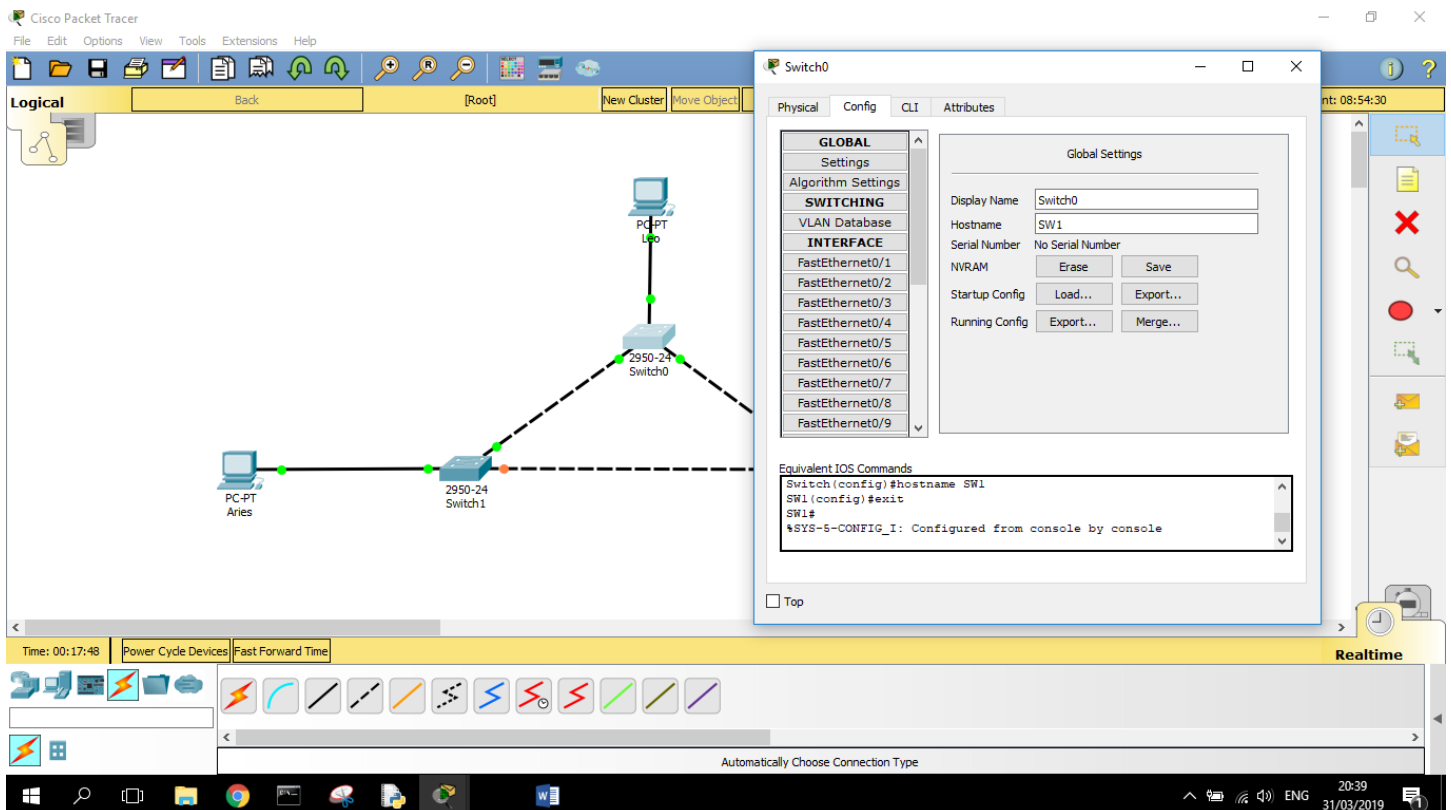 Cisco Packet Tracer
File Edit Options View Tools Extensions Help
Logical
Back
[Root]
New Cluster
Move Object
nt: 08:54:30
PC-PT
Leo
2950-24
Switch0
PC-PT
Aries
2950-24
Switch1
Switch0
Physical Config CLI Attributes
GLOBAL
Settings
Algorithm Settings
SWITCHING
VLAN Database
INTERFACE
FastEthernet0/1
FastEthernet0/2
FastEthernet0/3
FastEthernet0/4
FastEthernet0/5
FastEthernet0/6
FastEthernet0/7
FastEthernet0/8
FastEthernet0/9
Global Settings
Display Name Switch0
Hostname SW1
Serial Number No Serial Number
NVRAM Erase Save
Startup Config Load... Export...
Running Config Export... Merge...
Equivalent IOS Commands
Switch(config)#hostname SW1
SW1(config)#exit
SW1#
%SYS-5-CONFIG_I: Configured from console by console
Top
Time: 00:17:48 Power Cycle Devices Fast Forward Time
Realtime
Automatically Choose Connection Type
ENG
20:39
31/03/2019